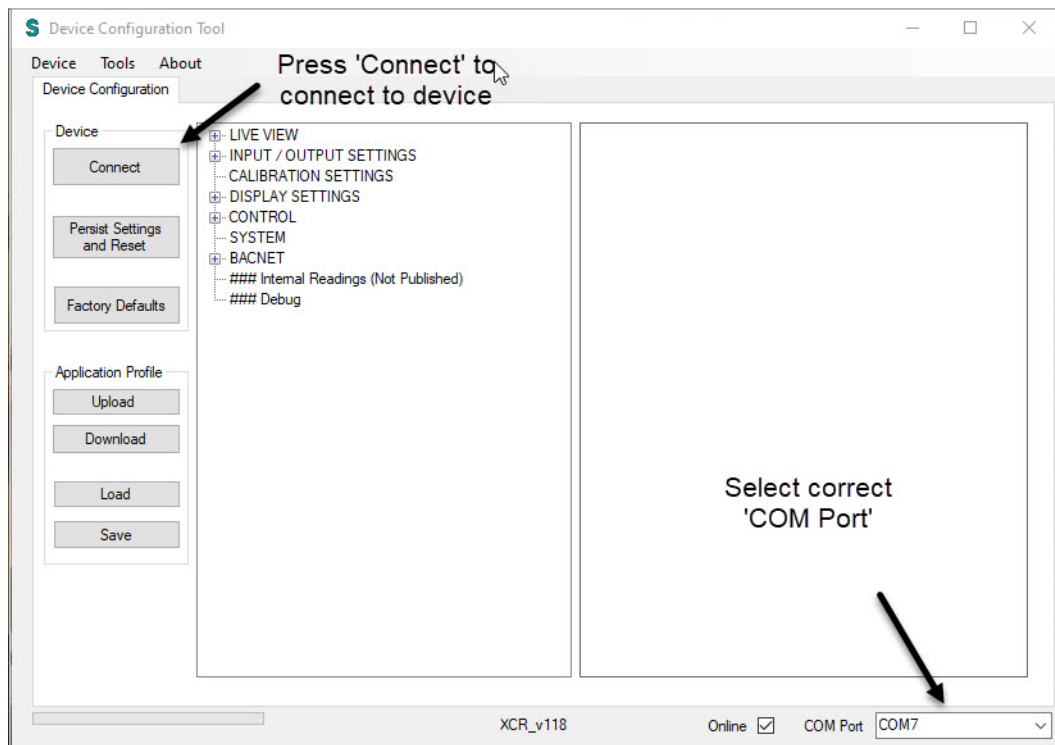 Device Configuration Tool
Device Tools About
Press 'Connect' to
connect to device
Device Configuration
Device
Connect
Persist Settings
and Reset
Factory Defaults
Application Profile
Upload
Download
Load
Save
LIVE VIEW
INPUT / OUTPUT SETTINGS
CALIBRATION SETTINGS
DISPLAY SETTINGS
CONTROL
SYSTEM
BACNET
### Internal Readings (Not Published)
### Debug
Select correct
'COM Port'
XCR_v118
Online
COM Port COM7